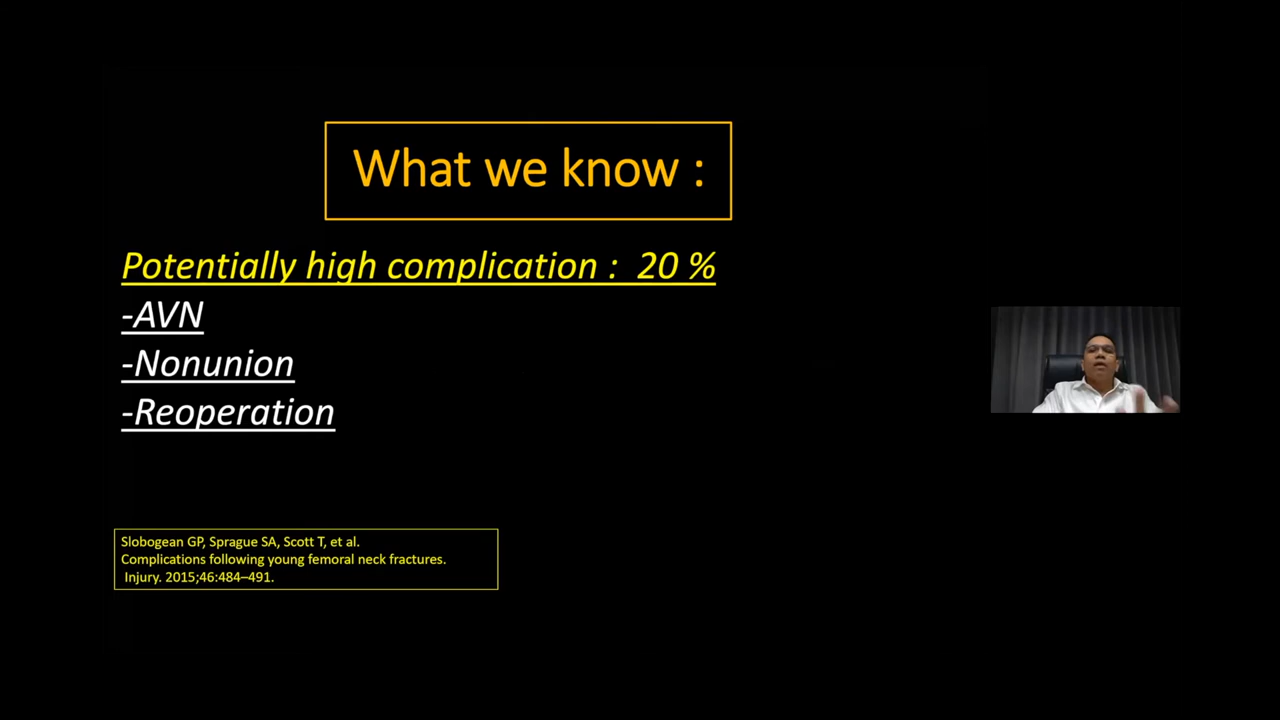 What we know :
Potentially high complication : 20 %
-AVN
-Nonunion
-Reoperation
Slobogean GP, Sprague SA, Scott T, et al.
Complications following young femoral neck fractures.
Injury. 2015;46:484–491.